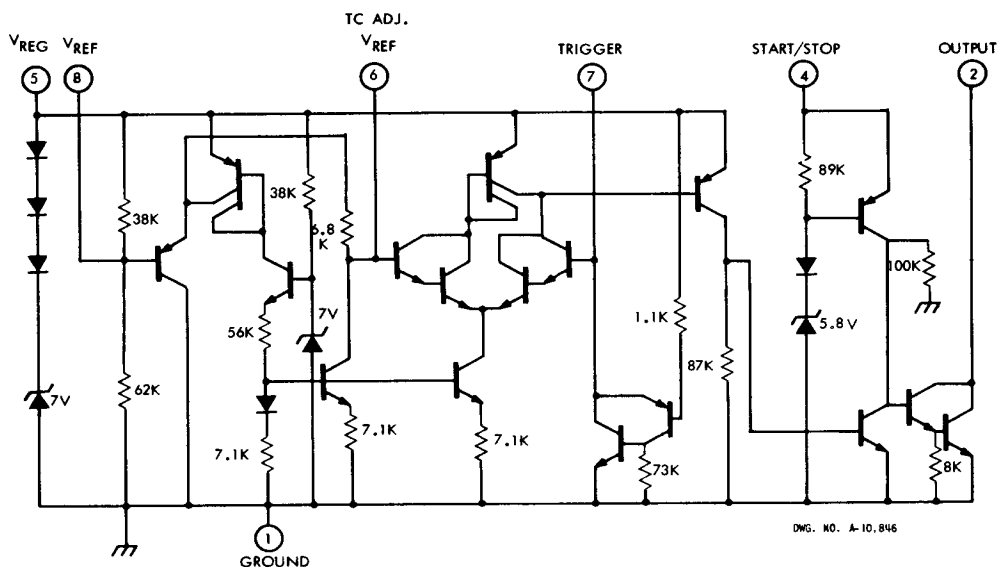 TC ADJ.
VREG VREF VREF TRIGGER START/STOP OUTPUT
5 8 6 7 4 2
89K
38K 38K 6.8
K
100K
7V 1.1K 5.8V
56K
87K
62K
7V
7.1K 7.1K 7.1K 73K 8K
1
GROUND
DWG. NO. A-10,846